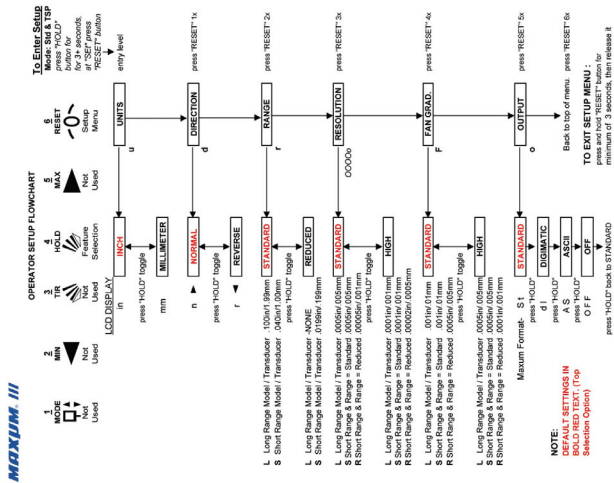 MAXUM. III
OPERATOR SETUP FLOWCHART
1
MODE
Not
Used
2
MIN
Not
Used
3
TIR
Not
Used
4
HOLD
Feature
Selection
5
MAX
Not
Used
6
RESET
Setup
Menu
To Enter Setup
Mode: Std & TSP
press "HOLD"
button for
for 3+ seconds,
at "SEt press
"RESET" button
LCD DISPLAY
in
INCH
u
UNITS
entry level
press "HOLD" toggle
mm
MILLIMETER
n
NORMAL
d
DIRECTION
press "RESET" 1x
press "HOLD" toggle
r
REVERSE
L Long Range Model / Transducer .100in/1.99mm
S Short Range Model / Transducer .040in/1.00mm
STANDARD
r
RANGE
press "RESET" 2x
press "HOLD" toggle
L Long Range Model / Transducer -NONE
S Short Range Model / Transducer .0199in/.199mm
REDUCED
L Long Range Model / Transducer .0005in/.005mm
S Short Range & Range = Standard .0005in/.005mm
R Short Range & Range = Reduced .00005in/.001mm
STANDARD
OOOOo
RESOLUTION
press "RESET" 3x
press "HOLD" toggle
L Long Range Model / Transducer .0001in/.001mm
S Short Range & Range = Standard .0001in/.001mm
R Short Range & Range = Reduced .00002in/.0005mm
HIGH
L Long Range Model / Transducer .001in/.01mm
S Short Range & Range = Standard .001in/.01mm
R Short Range & Range = Reduced .0005in/.005mm
STANDARD
F
FAN GRAD.
press "RESET" 4x
press "HOLD" toggle
L Long Range Model / Transducer .0005in/.005mm
S Short Range & Range = Standard .0005in/.005mm
R Short Range & Range = Reduced .0001in/.001mm
HIGH
Maxum Format- St
STANDARD
o
OUTPUT
press "RESET" 5x
press "HOLD"
dI
DIGIMATIC
press "HOLD"
AS
ASCII
press "HOLD"
OFF
OFF
press "HOLD" back to STANDARD
Back to top of menu. press "RESET" 6x
TO EXIT SETUP MENU :
press and hold "RESET" button for
minimum of 3 seconds, then release it
NOTE:
DEFAULT SETTINGS IN
BOLD RED TEXT. (Top
Selection Option)